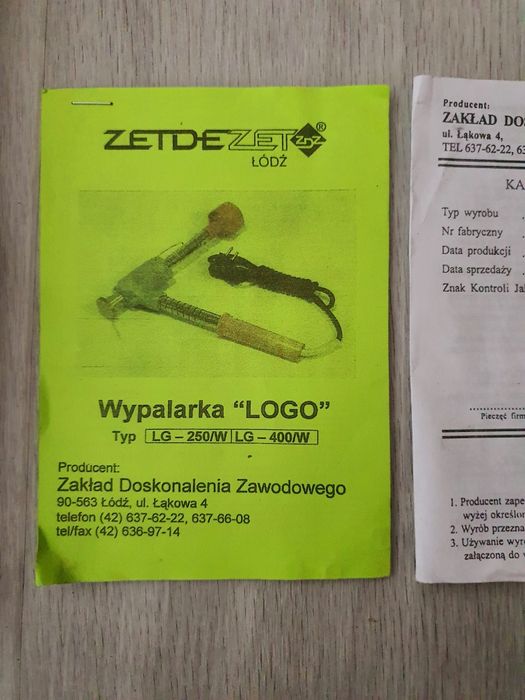 ZETDEZET ZDZ ®
ŁÓDŹ
Wypalarka “LOGO”
Typ LG – 250/W LG – 400/W
Producent:
Zakład Doskonalenia Zawodowego
90-563 Łódź, ul. Łąkowa 4
telefon (42) 637-62-22, 637-66-08
tel/fax (42) 636-97-14
Producent:
ZAKŁAD DOS
ul. Łąkowa 4,
TEL 637-62-22, 63
KA
Typ wyrobu
Nr fabryczny
Data produkcji
Data sprzedaży
Znak Kontroli Ja
Pieczęć firm
1. Producent zape
wyżej określon
2. Wyrób przezna
3. Używanie wyro
załączoną do w